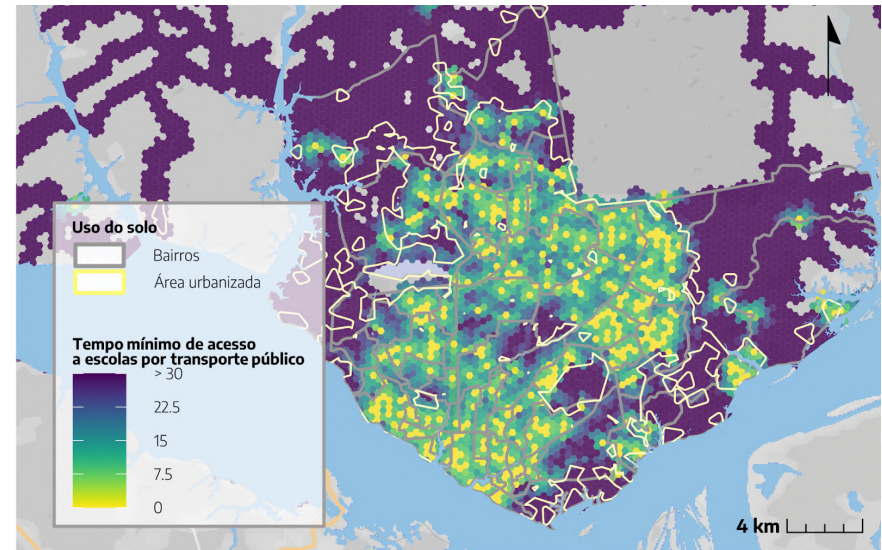 Uso do solo
Bairros
Área urbanizada
Tempo mínimo de acesso
a escolas por transporte público
> 30
22.5
15
7.5
0
4 km